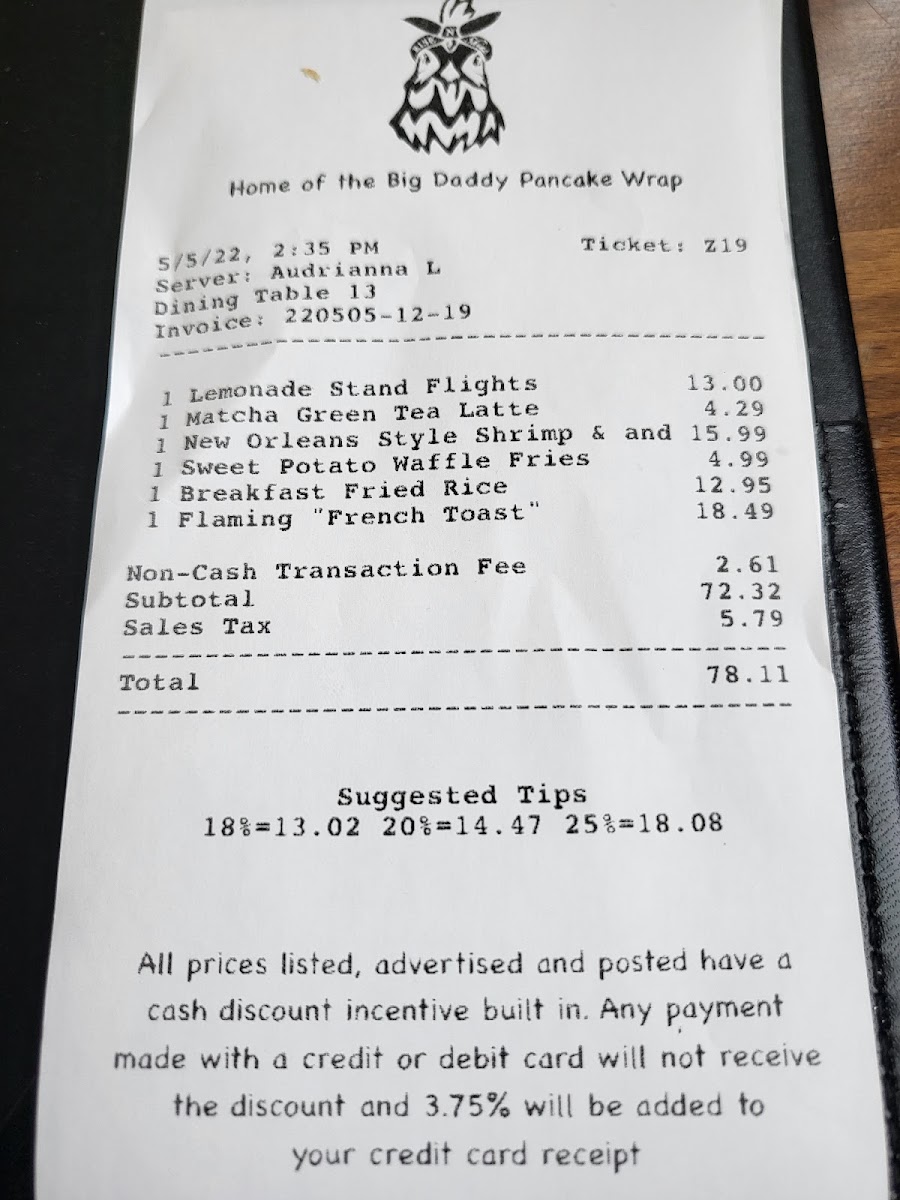 Home of the Big Daddy Pancake Wrap
5/5/22, 2:35 PM Ticket: Z19
Server: Audrianna L
Dining Table 13
Invoice: 220505-12-19
1 Lemonade Stand Flights 13.00
1 Matcha Green Tea Latte 4.29
1 New Orleans Style Shrimp & and 15.99
1 Sweet Potato Waffle Fries 4.99
1 Breakfast Fried Rice 12.95
1 Flaming "French Toast" 18.49
Non-Cash Transaction Fee 2.61
Subtotal 72.32
Sales Tax 5.79
Total 78.11
Suggested Tips
18%=13.02 20%=14.47 25%=18.08
All prices listed, advertised and posted have a
cash discount incentive built in. Any payment
made with a credit or debit card will not receive
the discount and 3.75% will be added to
your credit card receipt